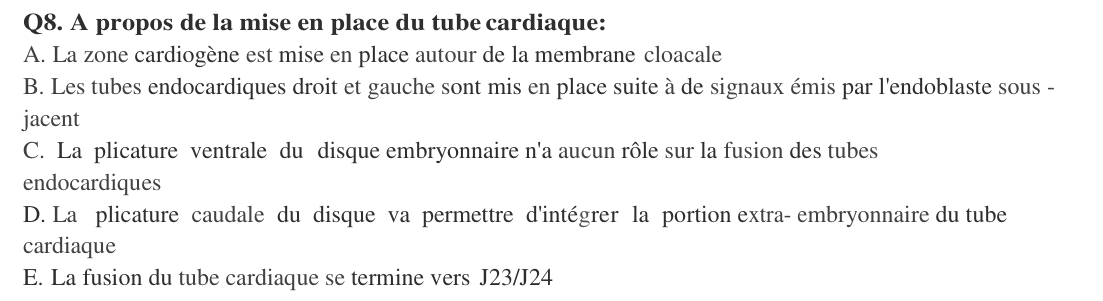 Q8. A propos de la mise en place du tube cardiaque:
A. La zone cardiogène est mise en place autour de la membrane cloacale
B. Les tubes endocardiques droit et gauche sont mis en place suite à de signaux émis par l'endoblaste sous -
jacent
C. La plicature ventrale du disque embryonnaire n'a aucun rôle sur la fusion des tubes
endocardiques
D. La plicature caudale du disque va permettre d'intégrer la portion extra- embryonnaire du tube
cardiaque
E. La fusion du tube cardiaque se termine vers J23/J24